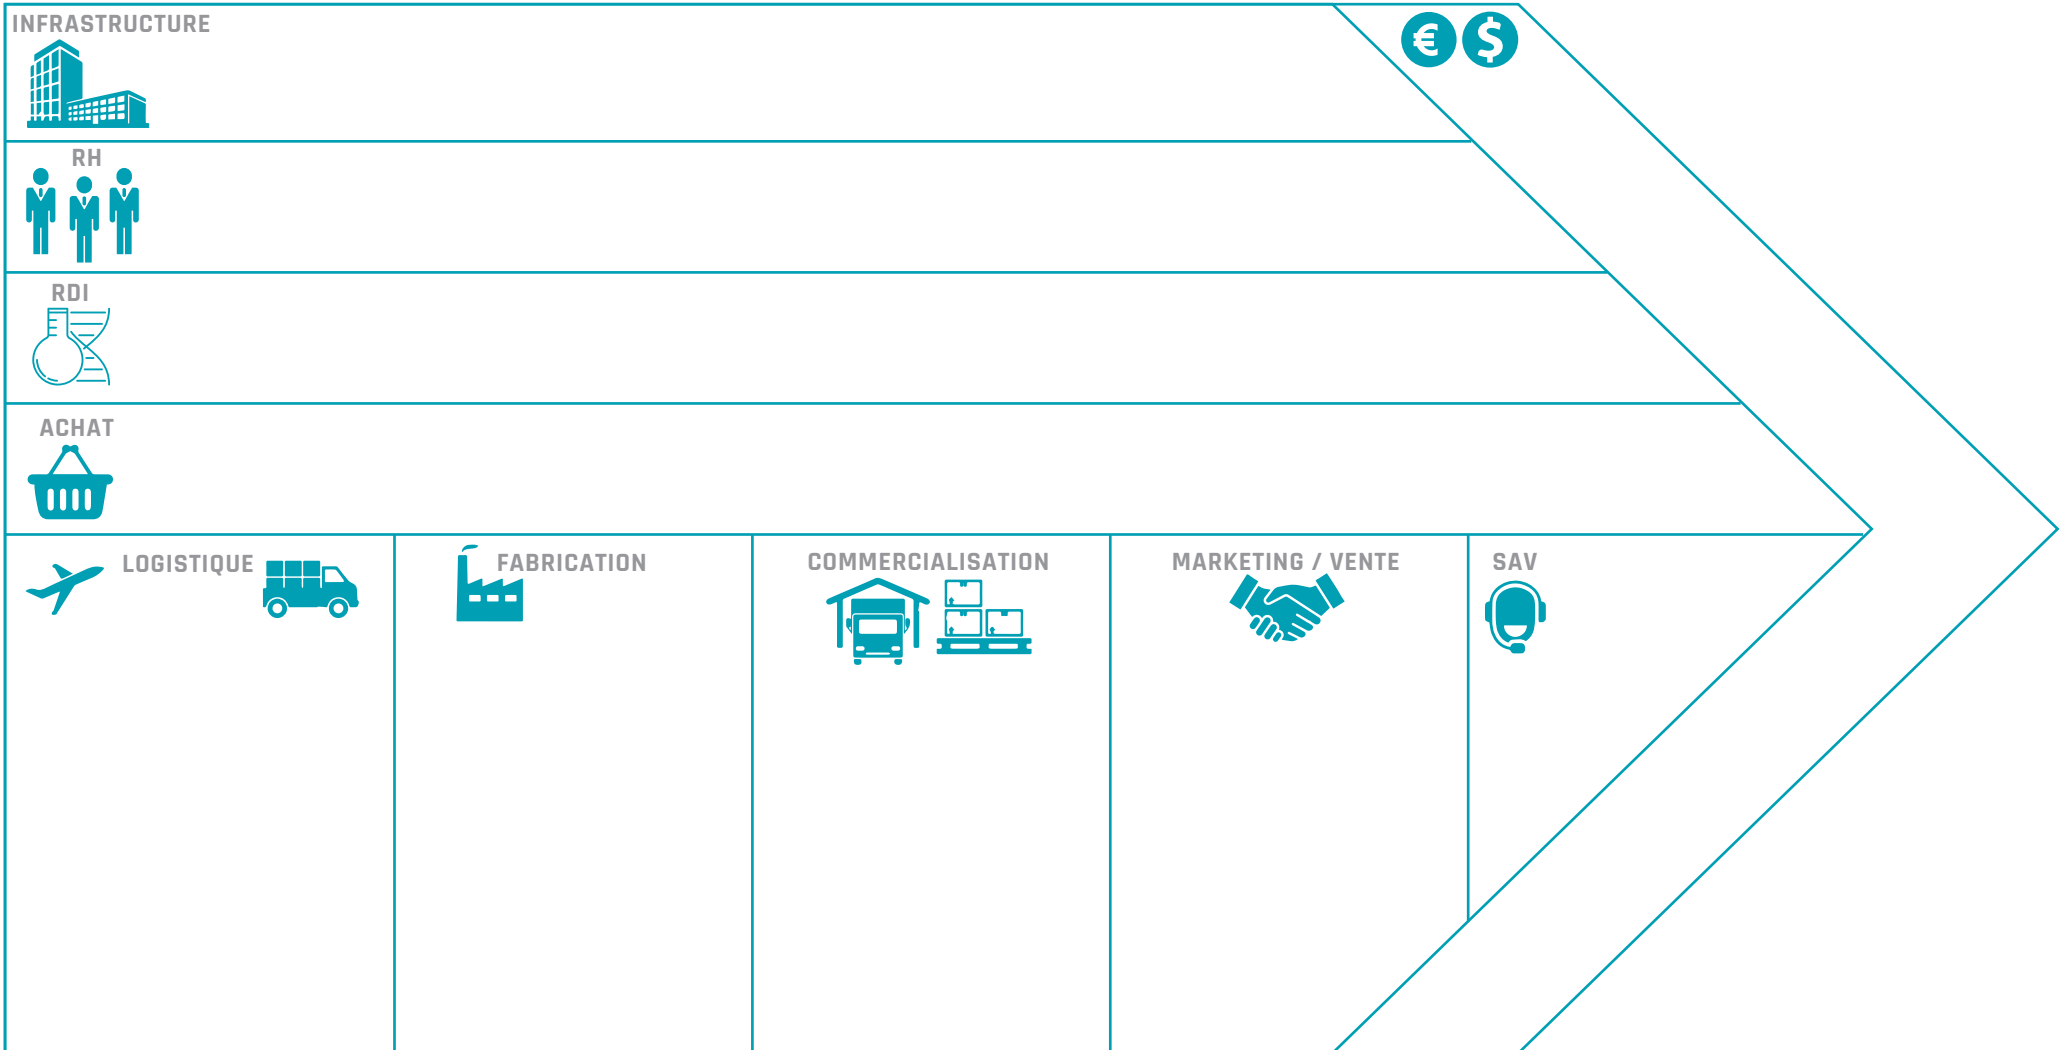 INFRASTRUCTURE
€ $
RH
RDI
ACHAT
LOGISTIQUE
FABRICATION
COMMERCIALISATION
MARKETING / VENTE
SAV